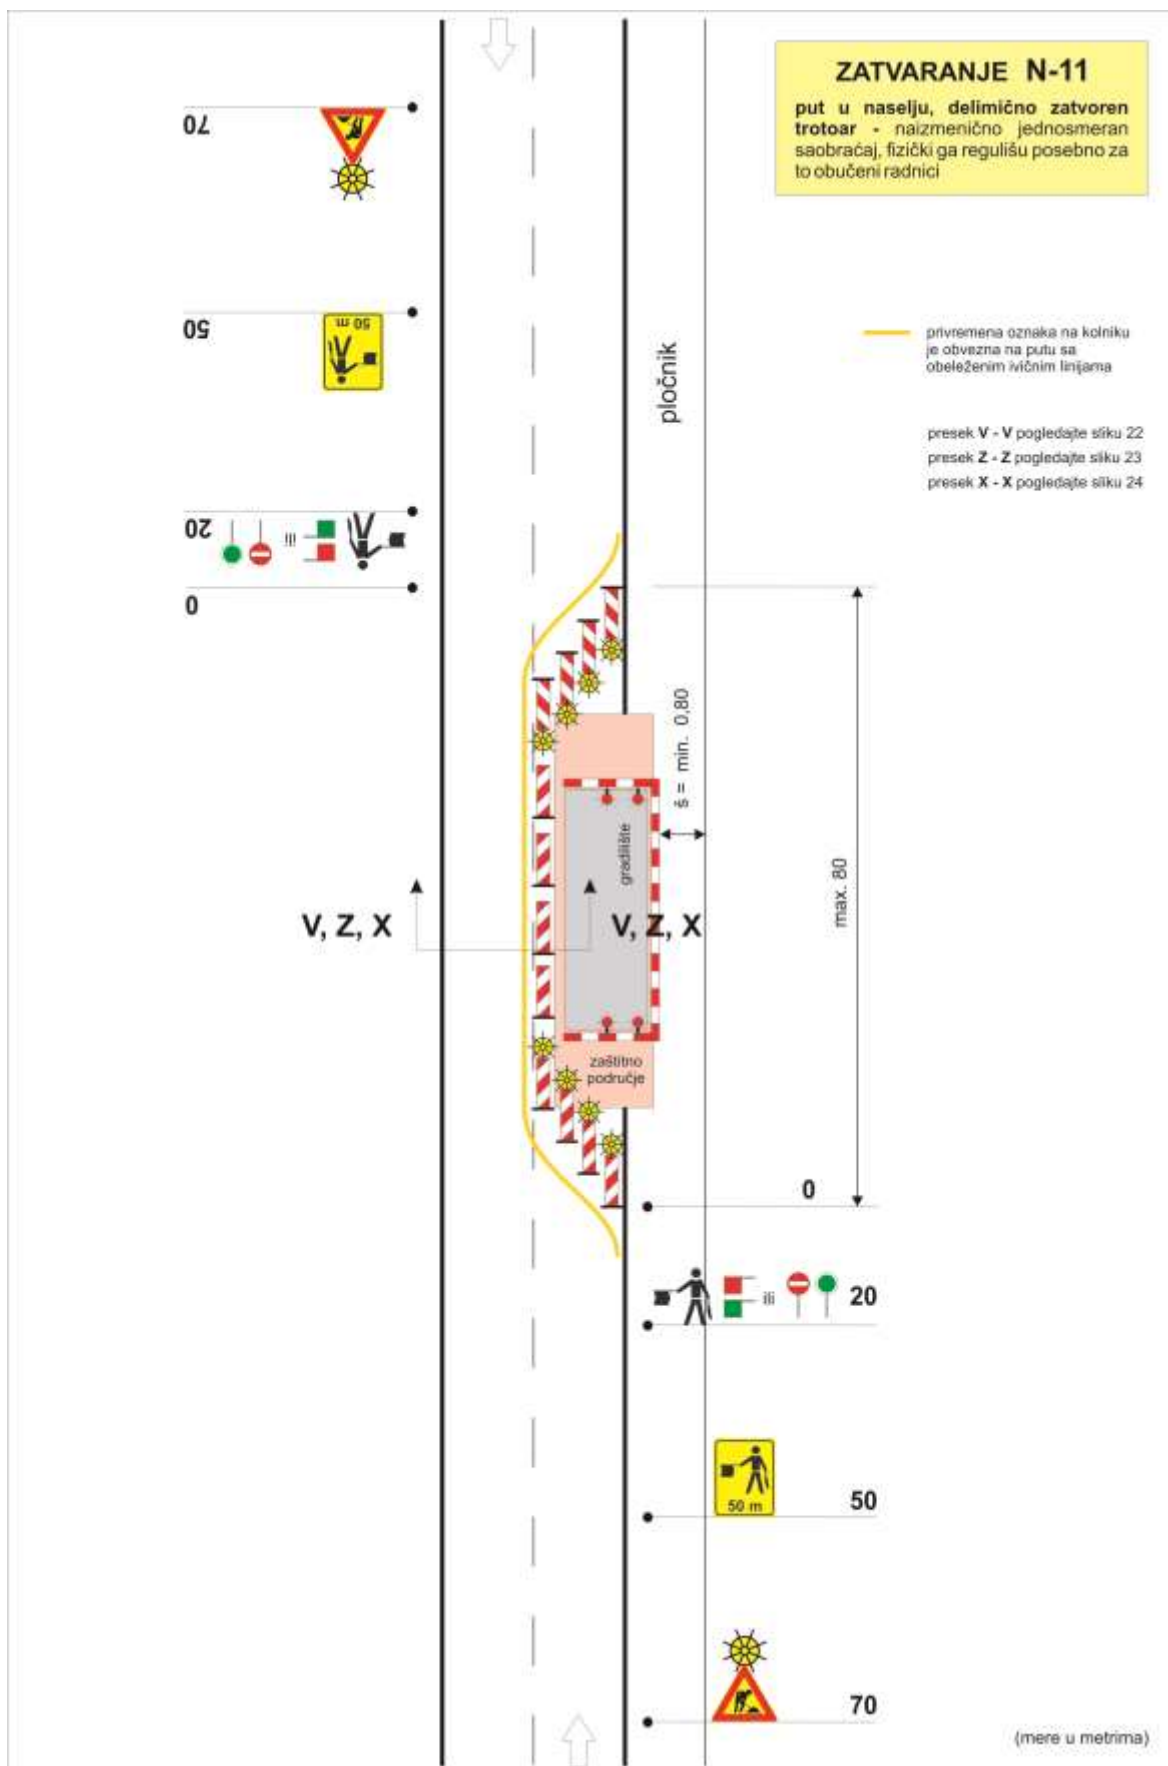 ZATVARANJE N-11
put u naselju, delimično zatvoren
trotoar - naizmenično jednosmeran
saobraćaj, fizički ga regulišu posebno za
to obučeni radnici
70
50
50 m
20
ili
0
pločnik
privremena oznaka na kolniku
je obvezna na putu sa
obeleženim ivičnim linijama
presek V - V pogledajte sliku 22
presek Z - Z pogledajte sliku 23
presek X - X pogledajte sliku 24
š = min. 0,80
gradilište
max. 80
V, Z, X
V, Z, X
zaštitno
područje
0
ili
20
50 m
50
70
(mere u metrima)